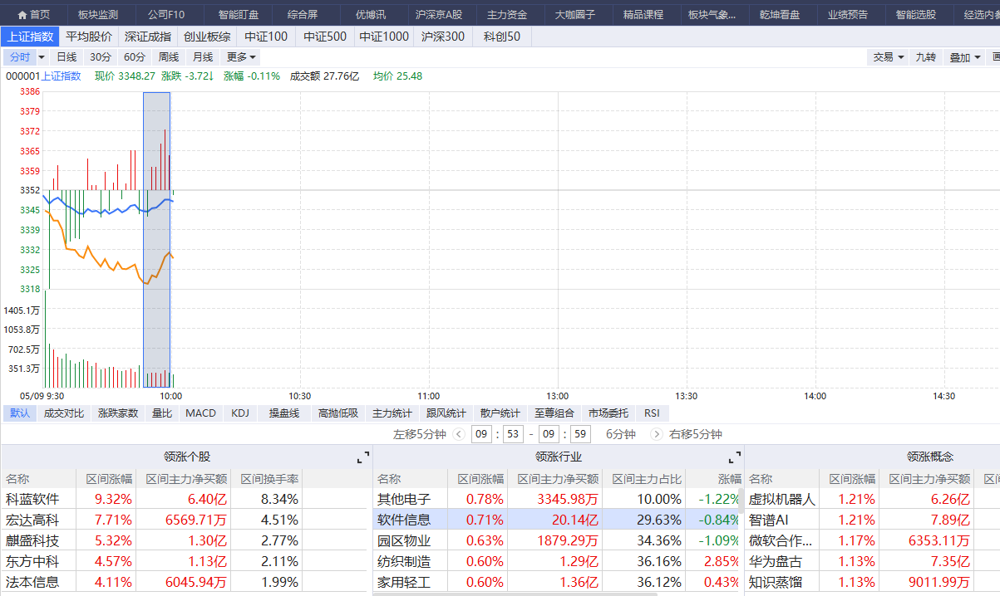 首页 板块监测 公司F10 智能盯盘 综合屏 优博讯 沪深京A股 主力资金 大咖圈子 精品课程 板块气象... 乾坤看盘 业绩预告 智能选股 经选内参
上证指数 平均股价 深证成指 创业板综 中证100 中证500 中证1000 沪深300 科创50
分时 日线 30分 60分 周线 月线 更多 交易 九转 叠加
000001上证指数 现价 3348.27 涨跌 -3.72↓ 涨幅 -0.11% 成交额 27.76亿 均价 25.48
3386
3379
3372
3365
3359
3352
3345
3339
3332
3325
3318
1405.1万
1053.8万
702.5万
351.3万
05/09 9:30 10:00 10:30 11:00 13:00 13:30 14:00 14:30
默认 成交对比 涨跌家数 量比 MACD KDJ 操盘线 高抛低吸 主力统计 跟风统计 散户统计 至尊组合 市场委托 RSI
左移5分钟 09 : 53 - 09 : 59 6分钟 右移5分钟
领涨个股 领涨行业 领涨概念
名称 区间涨幅 区间主力净买额 区间换手率 名称 区间涨幅 区间主力净买额 区间主力占比 涨幅 名称 区间涨幅 区间主力净买额 区间
科蓝软件 9.32% 6.40亿 8.34% 其他电子 0.78% 3345.98万 10.00% -1.22% 虚拟机器人 1.21% 6.26亿
宏达高科 7.71% 6569.71万 4.51% 软件信息 0.71% 20.14亿 29.63% -0.84% 智谱AI 1.21% 7.89亿
麒盛科技 5.32% 1.30亿 2.77% 园区物业 0.63% 1879.29万 34.36% -1.09% 微软合作... 1.17% 6353.11万
东方中科 4.57% 1.13亿 2.11% 纺织制造 0.60% 1.29亿 36.16% 2.85% 华为盘古 1.13% 7.35亿
法本信息 4.11% 6045.94万 1.99% 家用轻工 0.60% 1.36亿 36.12% 0.43% 知识蒸馏 1.13% 9011.99万